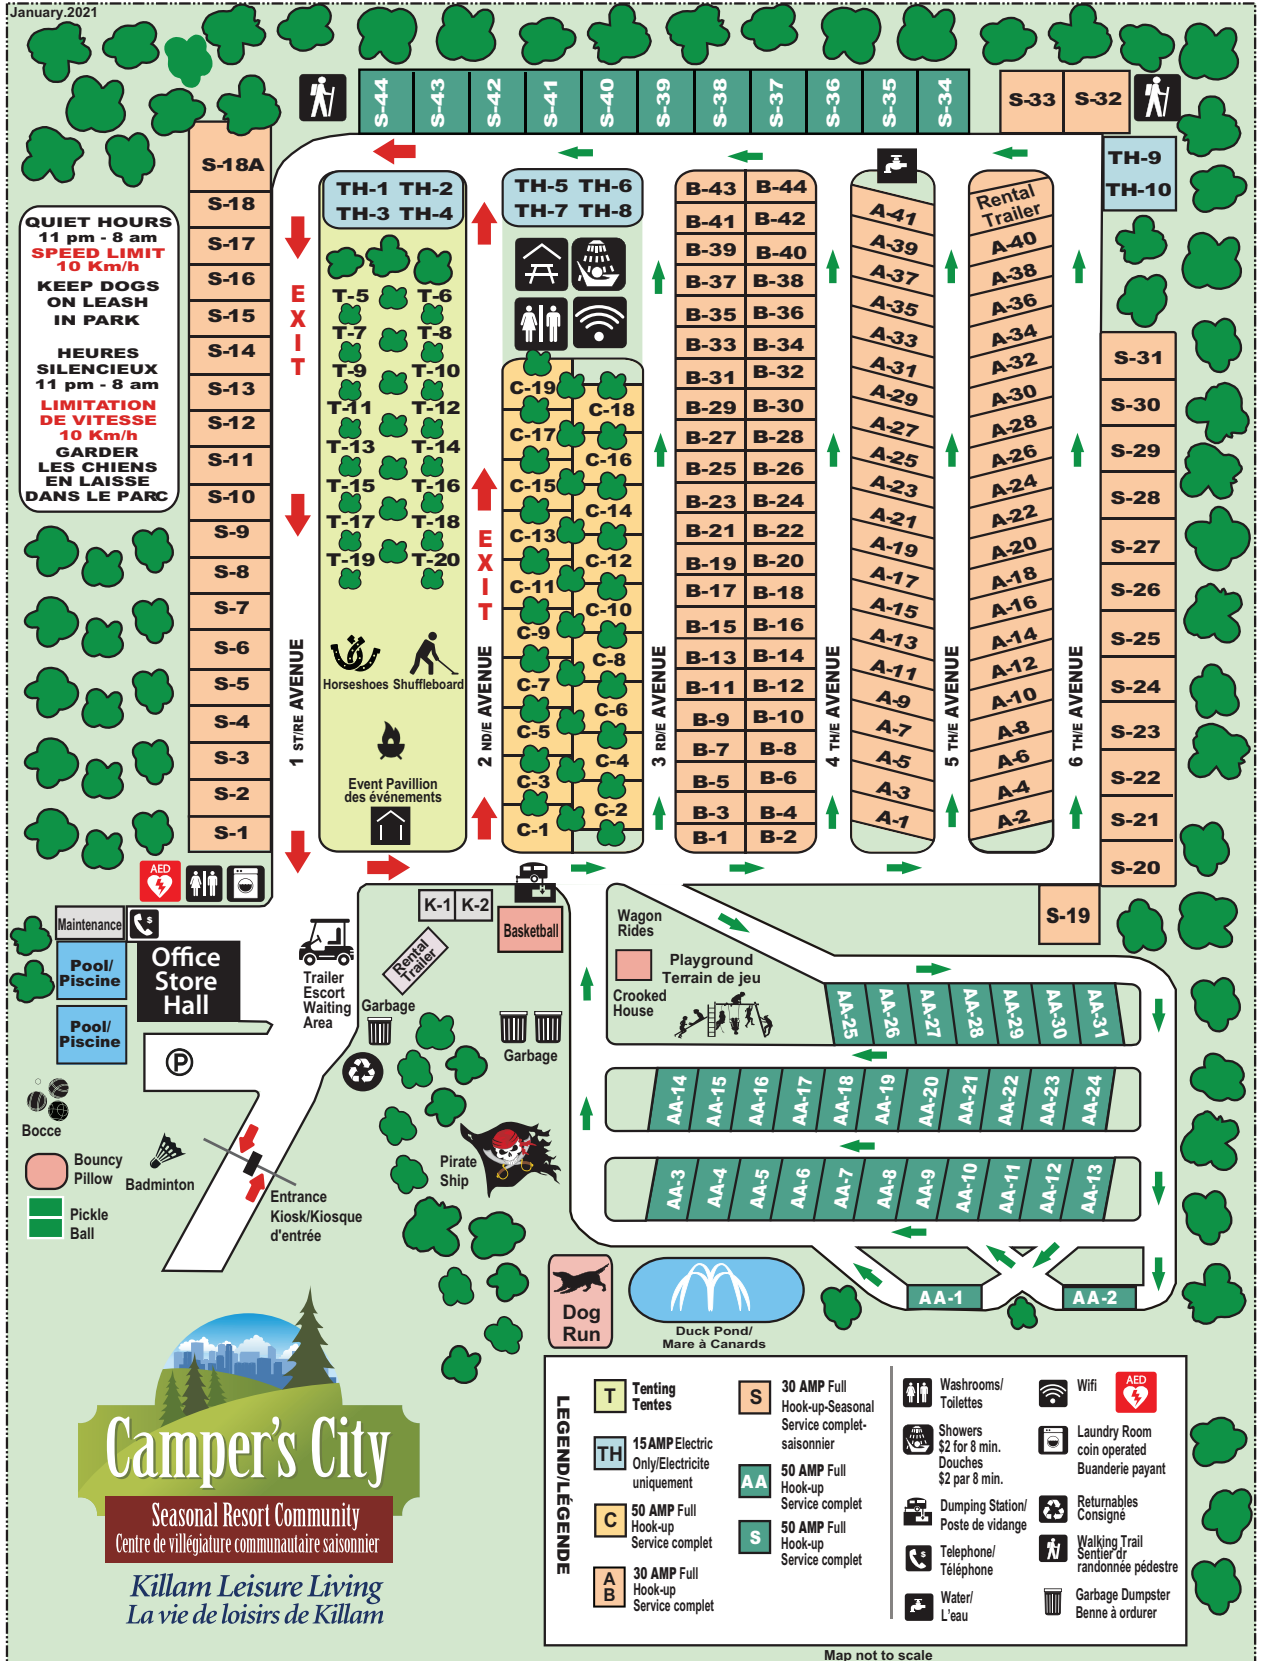 January.2021
S-44
S-43
S-42
S-41
S-40
S-39
S-38
S-37
S-36
S-35
S-34
S-33
S-32
TH-9
TH-10
S-18A
S-18
S-17
S-16
S-15
S-14
S-13
S-12
S-11
S-10
S-9
S-8
S-7
S-6
S-5
S-4
S-3
S-2
S-1
QUIET HOURS
11 pm - 8 am
SPEED LIMIT
10 Km/h
KEEP DOGS
ON LEASH
IN PARK
HEURES
SILENCIEUX
11 pm - 8 am
LIMITATION
DE VITESSE
10 Km/h
GARDER
LES CHIENS
EN LAISSE
DANS LE PARC
EXIT
1 ST/RE AVENUE
TH-1 TH-2
TH-3 TH-4
T-5 T-6
T-7 T-8
T-9 T-10
T-11 T-12
T-13 T-14
T-15 T-16
T-17 T-18
T-19 T-20
Horseshoes Shuffleboard
Event Pavillion
des événements
EXIT
2 ND/E AVENUE
TH-5 TH-6
TH-7 TH-8
C-19
C-18
C-17
C-16
C-15
C-14
C-13
C-12
C-11
C-10
C-9
C-8
C-7
C-6
C-5
C-4
C-3
C-2
C-1
3 RD/E AVENUE
B-43 B-44
B-41 B-42
B-39 B-40
B-37 B-38
B-35 B-36
B-33 B-34
B-31 B-32
B-29 B-30
B-27 B-28
B-25 B-26
B-23 B-24
B-21 B-22
B-19 B-20
B-17 B-18
B-15 B-16
B-13 B-14
B-11 B-12
B-9 B-10
B-7 B-8
B-5 B-6
B-3 B-4
B-1 B-2
4 TH/E AVENUE
A-41
A-39
A-37
A-35
A-33
A-31
A-29
A-27
A-25
A-23
A-21
A-19
A-17
A-15
A-13
A-11
A-9
A-7
A-5
A-3
A-1
5 TH/E AVENUE
Rental
Trailer
A-40
A-38
A-36
A-34
A-32
A-30
A-28
A-26
A-24
A-22
A-20
A-18
A-16
A-14
A-12
A-10
A-8
A-6
A-4
A-2
6 TH/E AVENUE
S-31
S-30
S-29
S-28
S-27
S-26
S-25
S-24
S-23
S-22
S-21
S-20
S-19
AED
Maintenance
$
Pool/
Piscine
Pool/
Piscine
Office
Store
Hall
P
Trailer
Escort
Waiting
Area
K-1 K-2
Rental
Trailer
Basketball
Garbage
Garbage
Wagon
Rides
Crooked
House
Playground
Terrain de jeu
AA-25
AA-26
AA-27
AA-28
AA-29
AA-30
AA-31
AA-14
AA-15
AA-16
AA-17
AA-18
AA-19
AA-20
AA-21
AA-22
AA-23
AA-24
AA-3
AA-4
AA-5
AA-6
AA-7
AA-8
AA-9
AA-10
AA-11
AA-12
AA-13
AA-1
AA-2
Bocce
Bouncy
Pillow
Badminton
Pickle
Ball
Entrance
Kiosk/Kiosque
d'entrée
Pirate
Ship
Dog
Run
Duck Pond/
Mare à Canards
Camper's City
Seasonal Resort Community
Centre de villégiature communautaire saisonnier
Killam Leisure Living
La vie de loisirs de Killam
LEGEND/LÉGENDE
T
Tenting
Tentes
TH
15 AMP Electric
Only/Electricite
uniquement
C
50 AMP Full
Hook-up
Service complet
A
B
30 AMP Full
Hook-up
Service complet
S
30 AMP Full
Hook-up-Seasonal
Service complet-
saisonnier
AA
50 AMP Full
Hook-up
Service complet
S
50 AMP Full
Hook-up
Service complet
Washrooms/
Toilettes
Showers
$2 for 8 min.
Douches
$2 par 8 min.
Dumping Station/
Poste de vidange
$
Telephone/
Téléphone
Water/
L'eau
Wifi
AED
Laundry Room
coin operated
Buanderie payant
Returnables
Consigné
Walking Trail
Sentier dr
randonnée pédestre
Garbage Dumpster
Benne à ordurer
Map not to scale